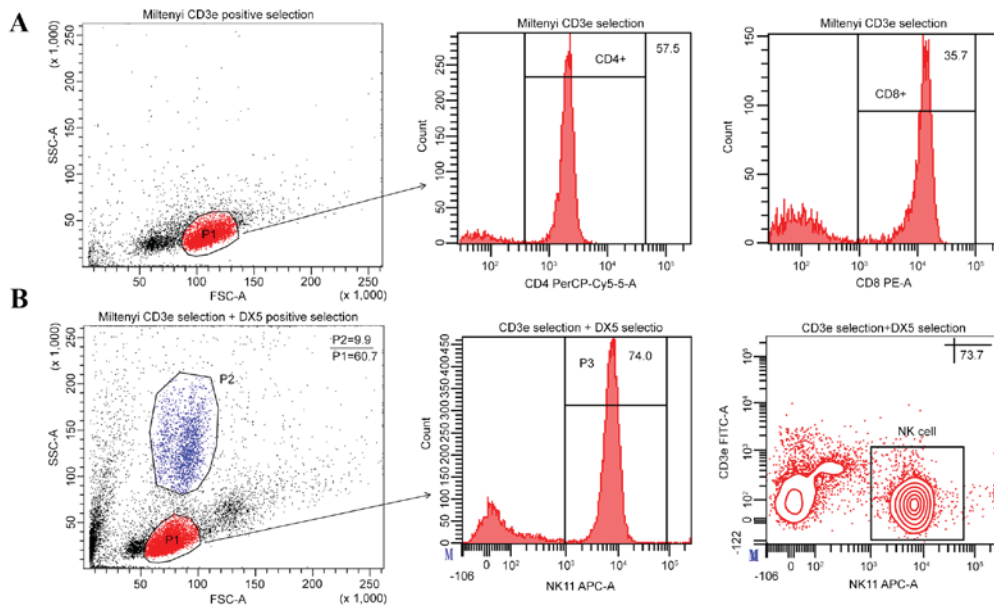 A
Miltenyi CD3e positive selection
(x 1,000)
250
200
150
100
50
SSC-A
P1
50 100 150 200 250
FSC-A
(x 1,000)
Miltenyi CD3e selection
57.5
CD4+
250
200
150
100
50
0
Count
10² 10³ 10⁴ 10⁵
CD4 PerCP-Cy5-5-A
Miltenyi CD3e selection
35.7
CD8+
150
125
100
75
50
25
0
Count
10² 10³ 10⁴ 10⁵
CD8 PE-A
B
Miltenyi CD3e selection + DX5 positive selection
P2=9.9
P1=60.7
(x 1,000)
250
200
150
100
50
SSC-A
P2
P1
50 100 150 200 250
FSC-A
(x 1,000)
CD3e selection + DX5 selectio
P3
74.0
0 50 100 150 200 250 300 350 400 450
Count
M
-106 0 10² 10³ 10⁴ 10⁵
NK11 APC-A
CD3e selection+DX5 selection
73.7
NK cell
10⁵
10⁴
10³
10²
0
-122
CD3e FITC-A
M
-106 0 10² 10³ 10⁴ 10⁵
NK11 APC-A